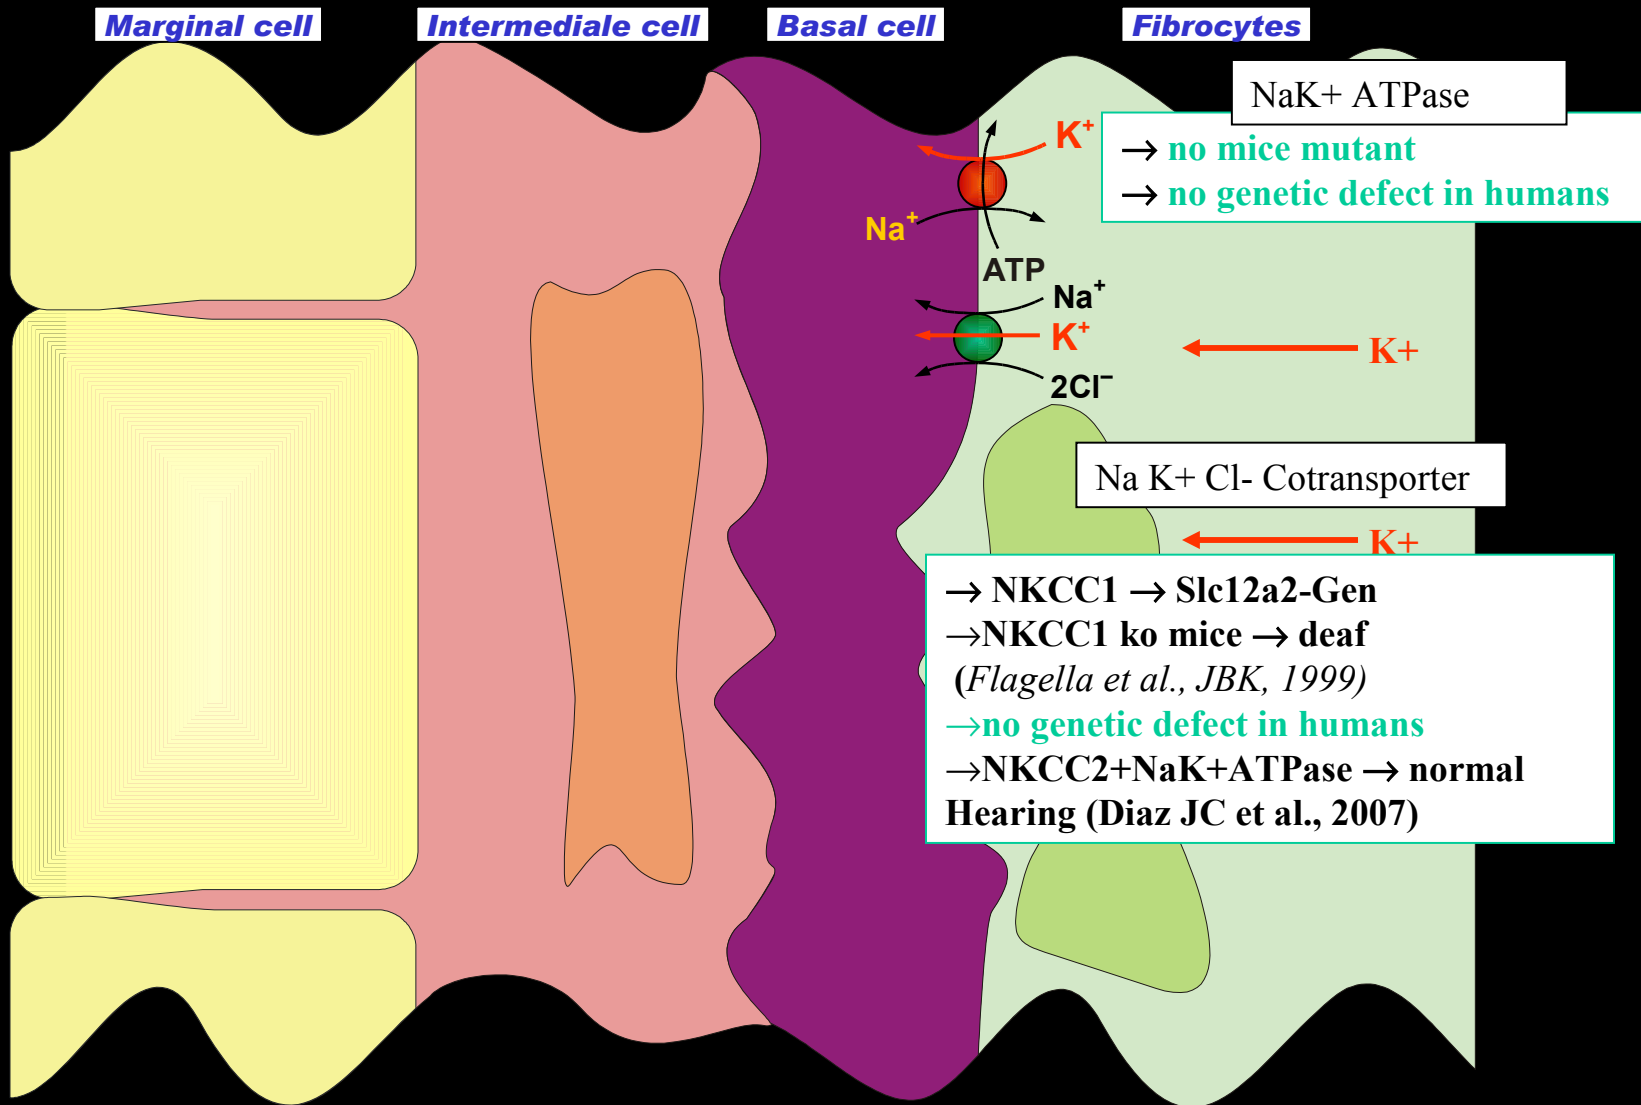 Marginal cell
Intermediale cell
Basal cell
Fibrocytes
NaK+ ATPase
→ no mice mutant
→ no genetic defect in humans
K⁺
Na⁺
ATP
Na⁺
K⁺
2Cl⁻
K+
Na K+ Cl- Cotransporter
K+
→ NKCC1 → Slc12a2-Gen
→NKCC1 ko mice → deaf
(Flagella et al., JBK, 1999)
→no genetic defect in humans
→NKCC2+NaK+ATPase → normal
Hearing (Diaz JC et al., 2007)